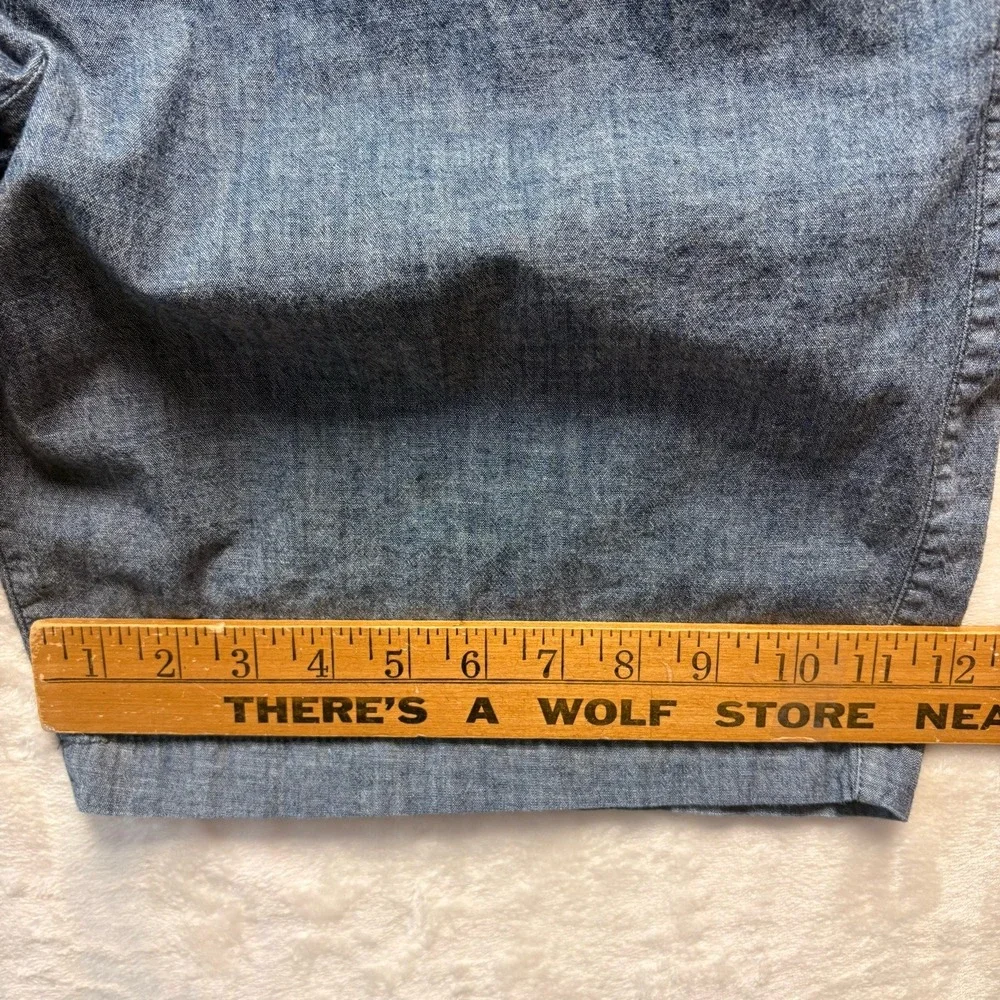 1 2 3 4 5 6 7 8 9 10 11 12
THERE'S A WOLF STORE NEA